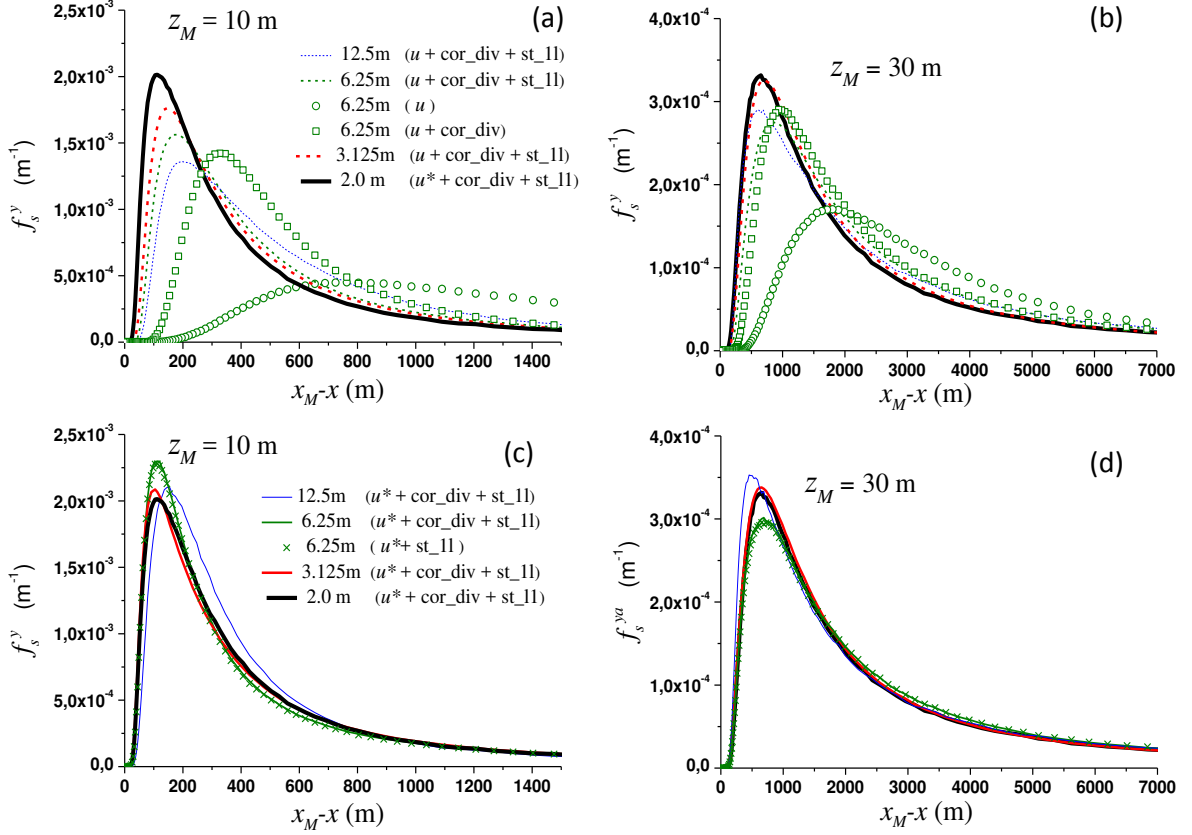 (a)
z_M = 10 m
2,5x10⁻³
2,0x10⁻³
1,5x10⁻³
1,0x10⁻³
5,0x10⁻⁴
0,0
f_s^y (m⁻¹)
12.5m (u + cor_div + st_1l)
6.25m (u + cor_div + st_1l)
6.25m ( u )
6.25m (u + cor_div)
3.125m (u + cor_div + st_1l)
2.0 m (u* + cor_div + st_1l)
0 200 400 600 800 1000 1200 1400
x_M-x (m)
(b)
z_M = 30 m
4,0x10⁻⁴
3,0x10⁻⁴
2,0x10⁻⁴
1,0x10⁻⁴
0,0
f_s^y (m⁻¹)
0 1000 2000 3000 4000 5000 6000 7000
x_M-x (m)
(c)
z_M = 10 m
2,5x10⁻³
2,0x10⁻³
1,5x10⁻³
1,0x10⁻³
5,0x10⁻⁴
0,0
f_s^y (m⁻¹)
12.5m (u* + cor_div + st_1l)
6.25m (u* + cor_div + st_1l)
6.25m ( u*+ st_1l)
3.125m (u* + cor_div + st_1l)
2.0 m (u* + cor_div + st_1l)
0 200 400 600 800 1000 1200 1400
x_M-x (m)
(d)
z_M = 30 m
4,0x10⁻⁴
3,0x10⁻⁴
2,0x10⁻⁴
1,0x10⁻⁴
0,0
f_s^ya (m⁻¹)
0 1000 2000 3000 4000 5000 6000 7000
x_M-x (m)